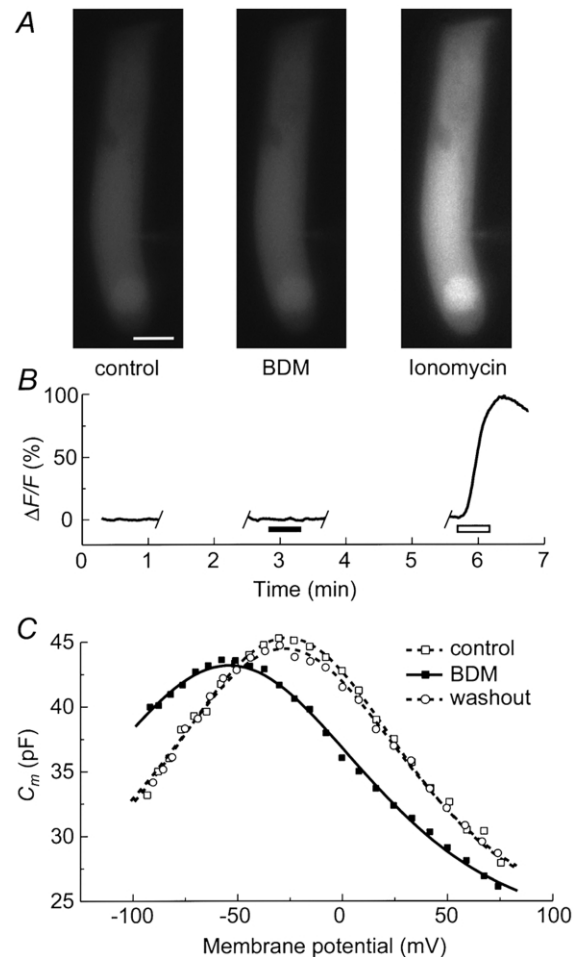 A
control BDM Ionomycin
B
ΔF/F (%)
100
50
0
0 1 2 3 4 5 6 7
Time (min)
C
C_m (pF)
45
40
35
30
25
control
BDM
washout
-100 -50 0 50 100
Membrane potential (mV)